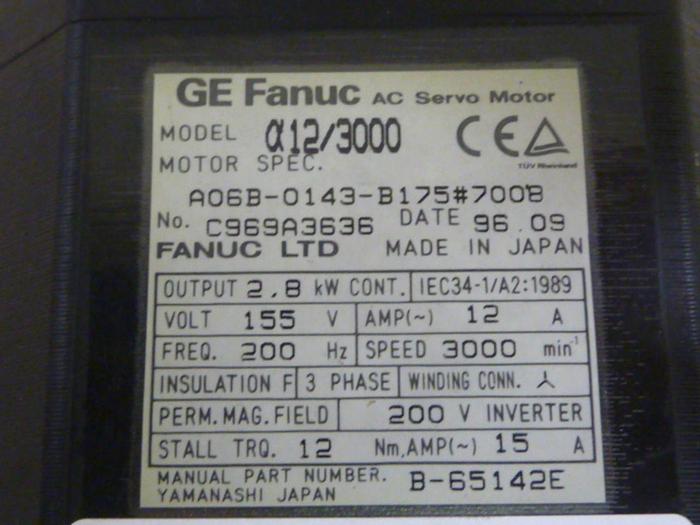 GE Fanuc AC Servo Motor
MODEL α12/3000 CE
TÜV Rheinland
MOTOR SPEC.
A06B-0143-B175#7008
No. C969A3636 DATE 96.09
FANUC LTD MADE IN JAPAN
OUTPUT 2.8 kW CONT. IEC34-1/A2:1989
VOLT 155 V AMP(~) 12 A
FREQ. 200 Hz SPEED 3000 min⁻¹
INSULATION F 3 PHASE WINDING CONN. ⅄
PERM.MAG.FIELD 200 V INVERTER
STALL TRQ. 12 Nm,AMP(~) 15 A
MANUAL PART NUMBER. B-65142E
YAMANASHI JAPAN